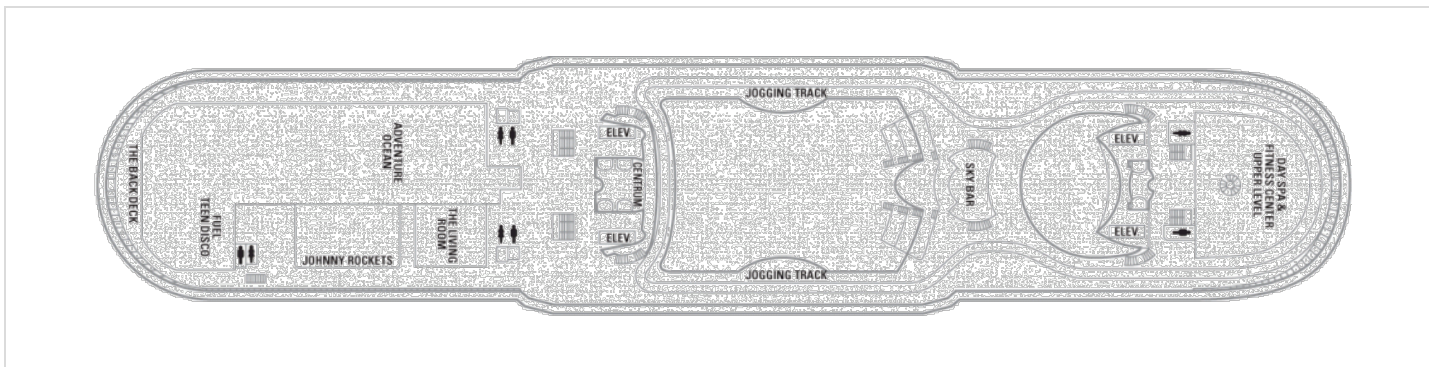 THE BACK DECK
FUEL
TEEN DISCO
ADVENTURE
OCEAN
JOHNNY ROCKETS
THE LIVING
ROOM
ELEV.
CENTRUM
ELEV.
JOGGING TRACK
JOGGING TRACK
SKY BAR
ELEV.
ELEV.
DAY SPA &
FITNESS CENTER
UPPER LEVEL